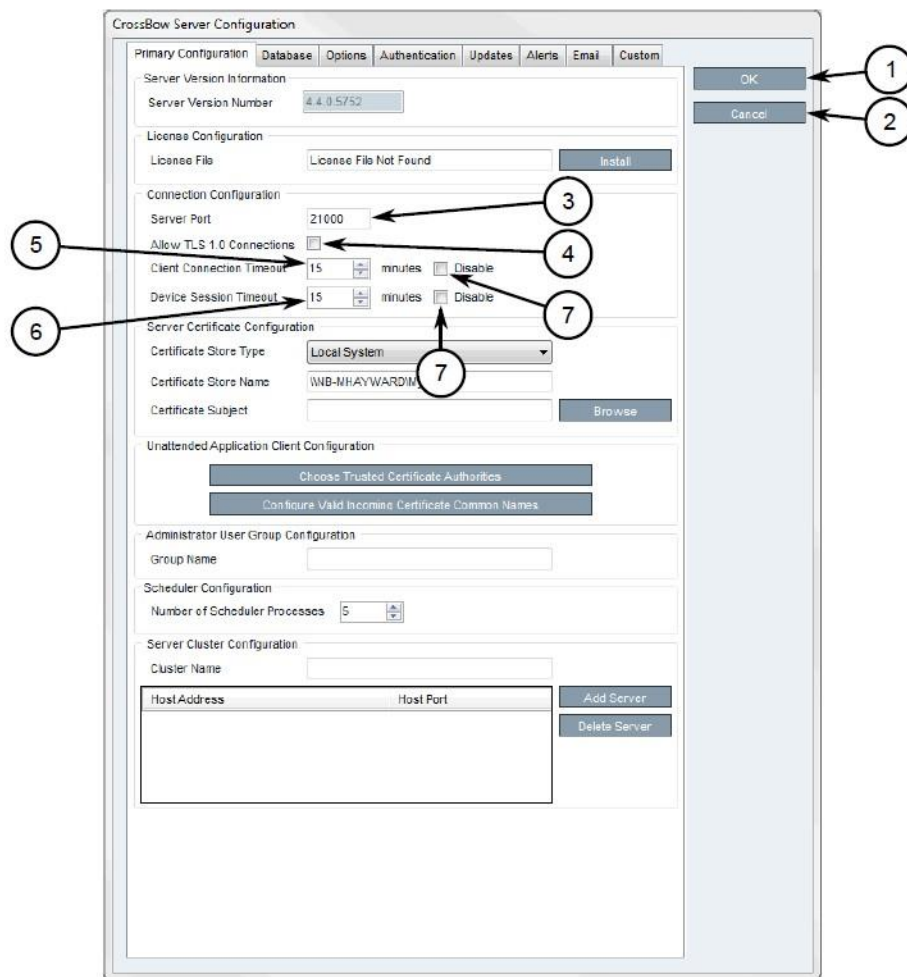 CrossBow Server Configuration
Primary Configuration Database Options Authentication Updates Alerts Email Custom
Server Version Information
Server Version Number 4.4.0.5752
OK
1
Cancel
2
License Configuration
License File License File Not Found Install
Connection Configuration
Server Port 21000
3
Allow TLS 1.0 Connections
4
5
Client Connection Timeout 15 minutes Disable
7
Device Session Timeout 15 minutes Disable
6
7
Server Certificate Configuration
Certificate Store Type Local System
Certificate Store Name \\NB-MHAYWARD\M
Certificate Subject Browse
Unattended Application Client Configuration
Choose Trusted Certificate Authorities
Configure Valid Incoming Certificate Common Names
Administrator User Group Configuration
Group Name
Scheduler Configuration
Number of Scheduler Processes 5
Server Cluster Configuration
Cluster Name
Host Address Host Port Add Server
Delete Server